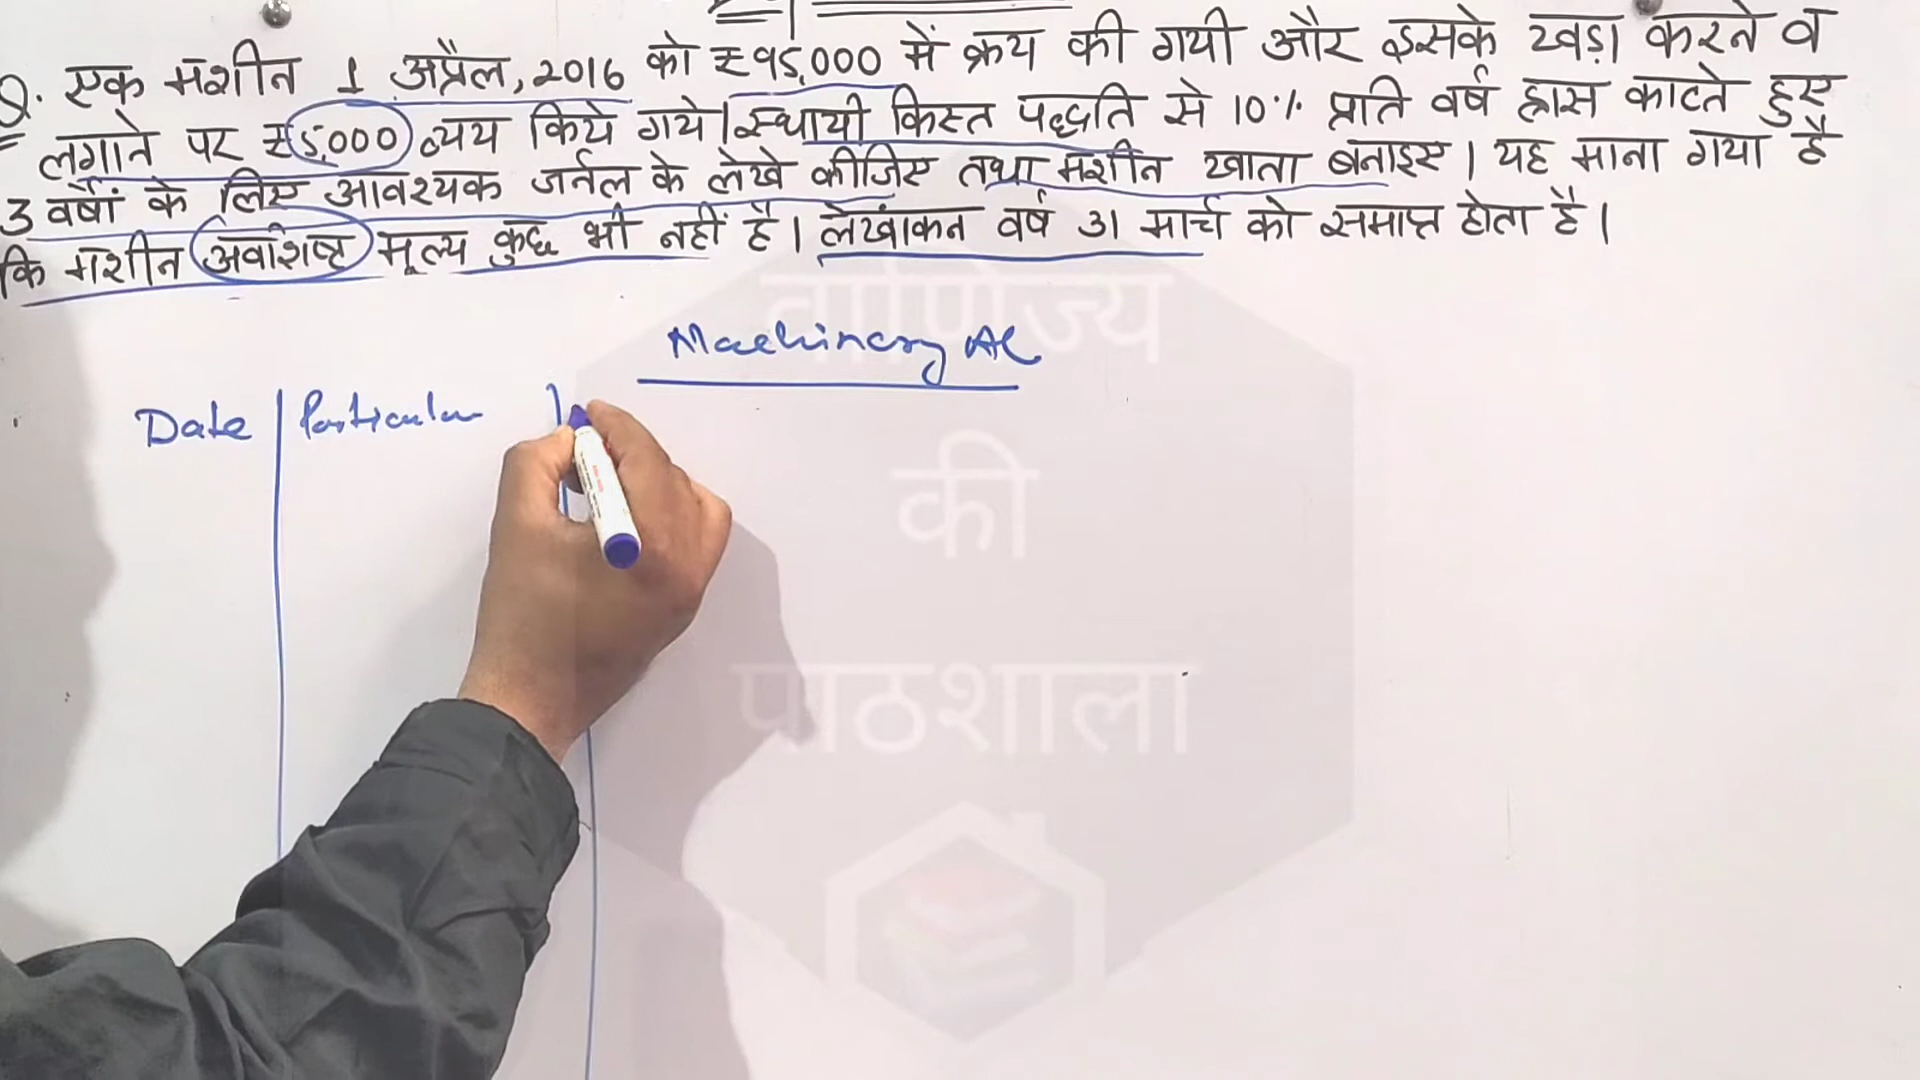 Q. एक मशीन 1 अप्रैल, 2016 को ₹95,000 में क्रय की गयी और इसके खड़ा करने व
लगाने पर ₹5,000 व्यय किये गये। स्थायी किस्त पद्धति से 10% प्रति वर्ष ह्रास काटते हुए
3 वर्षों के लिए आवश्यक जर्नल के लेखे कीजिए तथा मशीन खाता बनाइए। यह माना गया है
कि मशीन अवशिष्ट मूल्य कुछ भी नहीं है। लेखांकन वर्ष 31 मार्च को समाप्त होता है।
Machinery A/c
Date Particular
वाणिज्य
की
पाठशाला